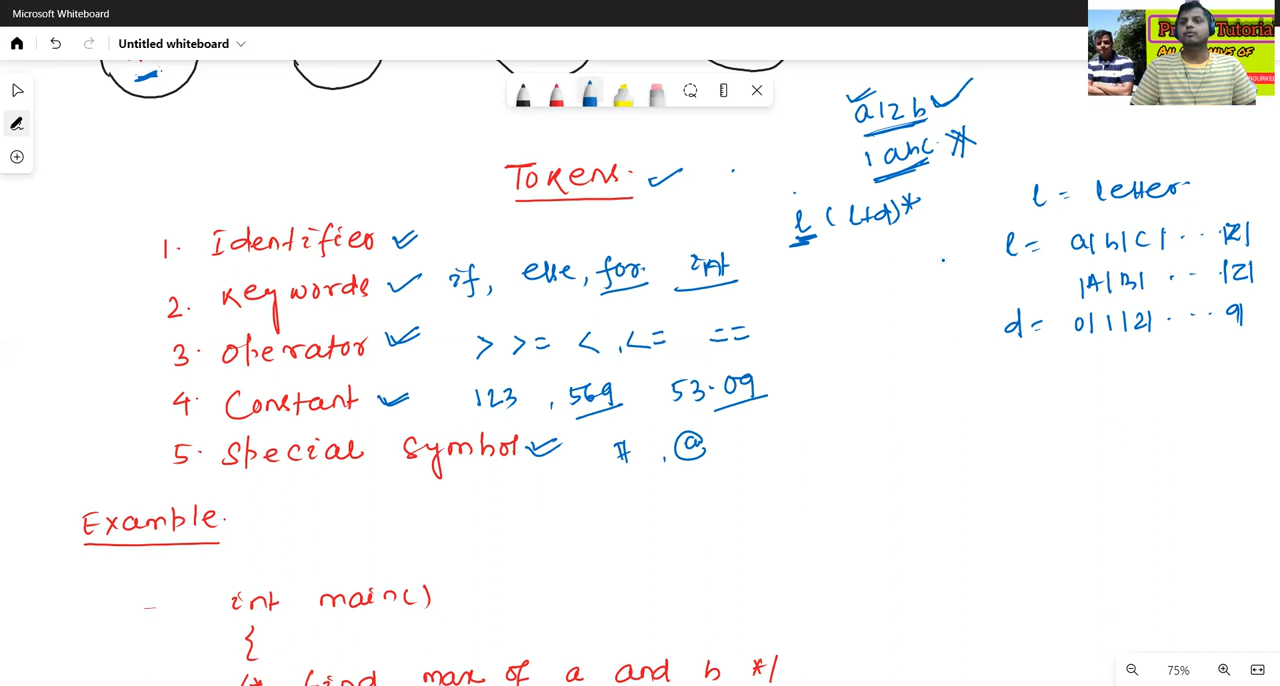 Microsoft Whiteboard
Untitled whiteboard
Tutorial
OF
Tokens.
a12b
1abc *
l (l+d)*
l = letter
l = a|b|c| .. |z|
|A|B| .. |Z|
d = 0|1|2| ... 9|
1. Identifier
2. Keywords if, else, for. int
3. Operator > >= < , <= ==
4. Constant 123 , 569 53.09
5. Special Symbol # , @
Example.
int main()
{
/* find max of a and b */
75%